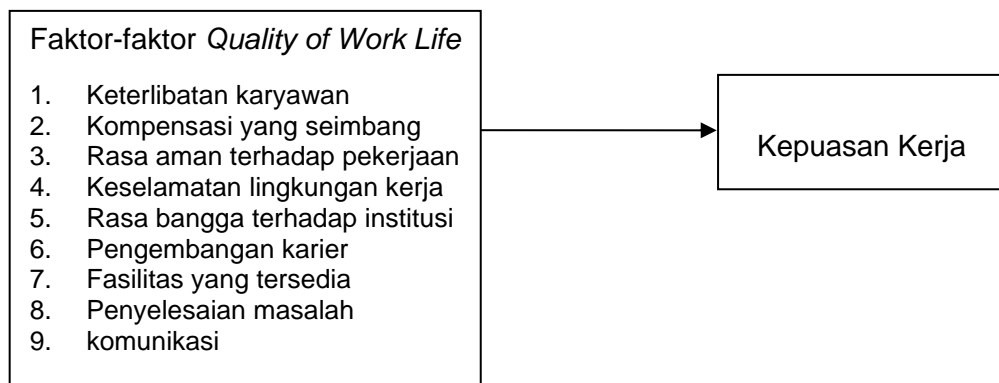 Faktor-faktor Quality of Work Life
1. Keterlibatan karyawan
2. Kompensasi yang seimbang
3. Rasa aman terhadap pekerjaan
4. Keselamatan lingkungan kerja
5. Rasa bangga terhadap institusi
6. Pengembangan karier
7. Fasilitas yang tersedia
8. Penyelesaian masalah
9. komunikasi
Kepuasan Kerja